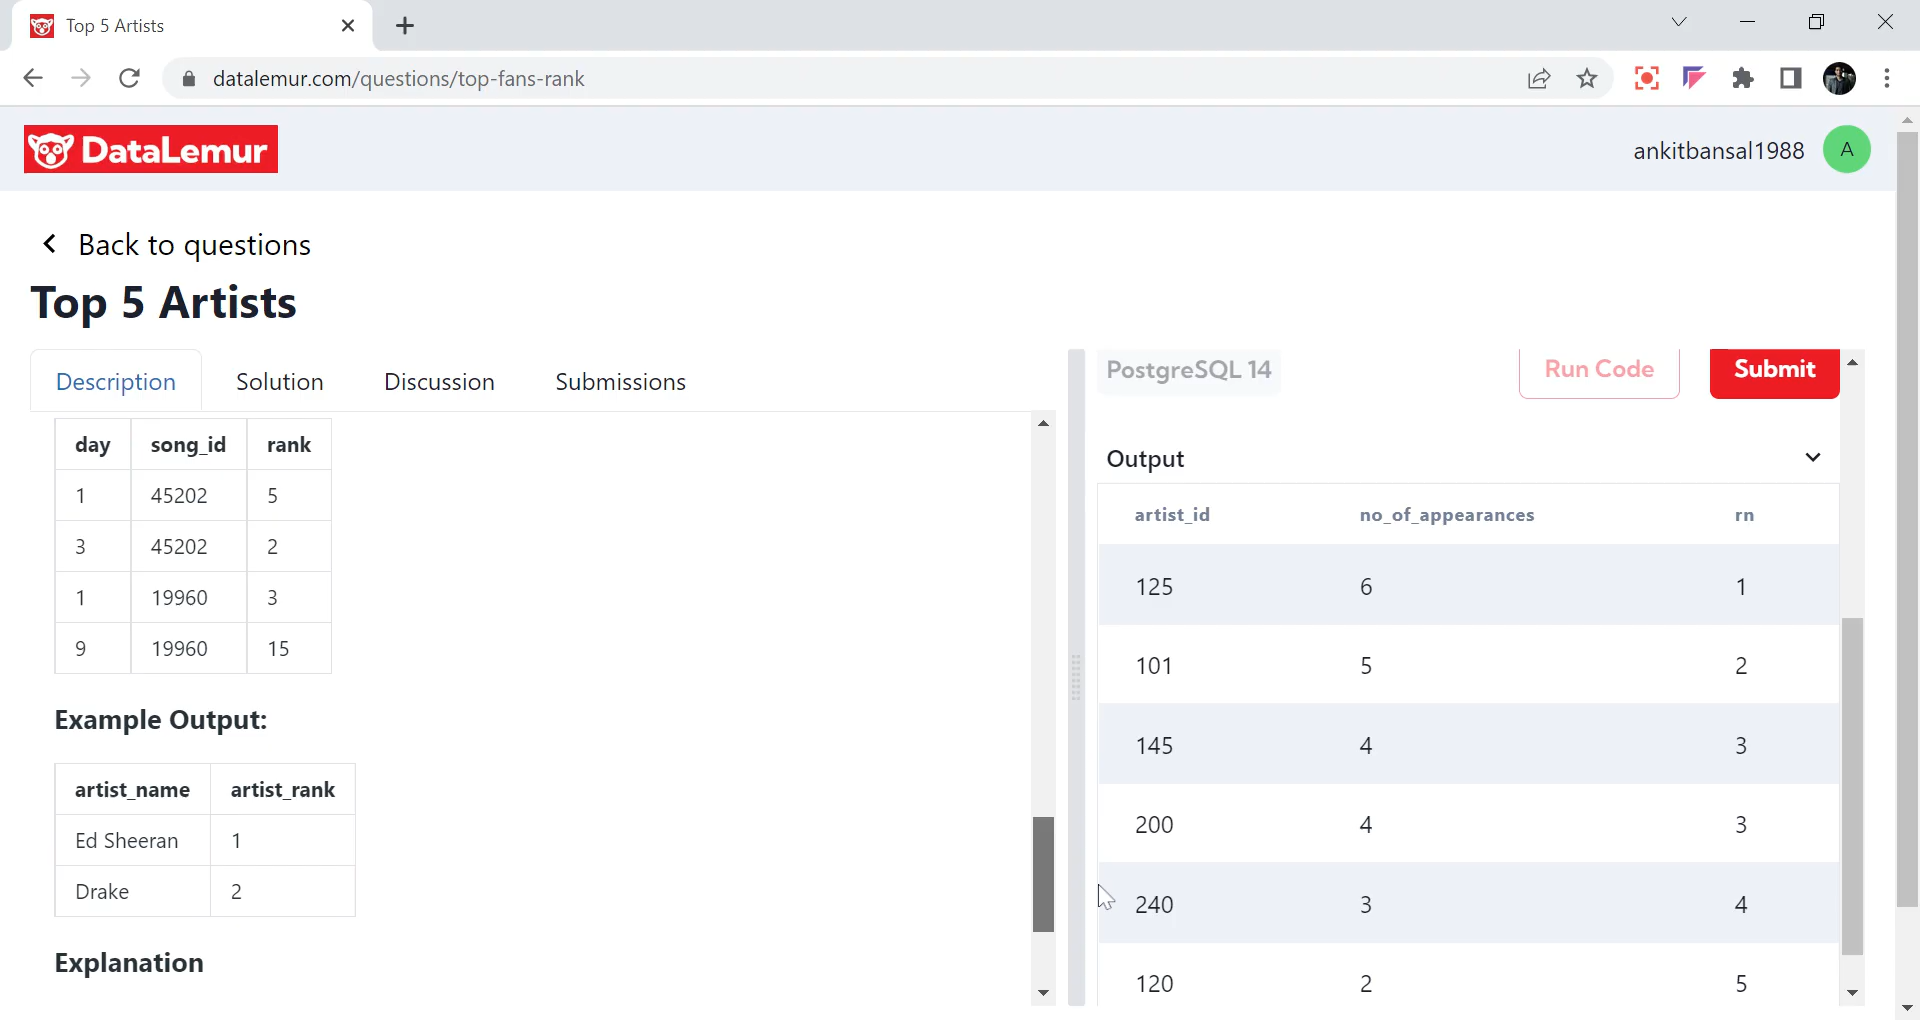 Top 5 Artists
datalemur.com/questions/top-fans-rank
DataLemur
ankitbansal1988 A
Back to questions
Top 5 Artists
Description Solution Discussion Submissions
day song_id rank
1 45202 5
3 45202 2
1 19960 3
9 19960 15
Example Output:
artist_name artist_rank
Ed Sheeran 1
Drake 2
Explanation
PostgreSQL 14 Run Code Submit
Output
artist_id no_of_appearances rn
125 6 1
101 5 2
145 4 3
200 4 3
240 3 4
120 2 5